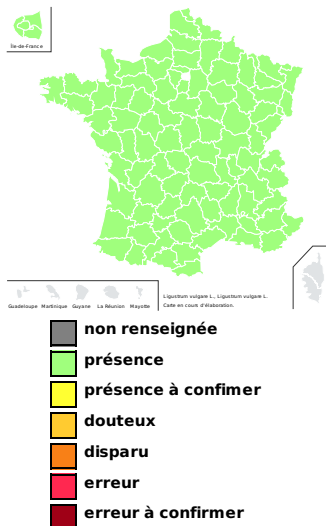 Île-de-France
Guadeloupe Martinique Guyane La Réunion Mayotte
Ligustrum vulgare L., Ligustrum vulgare L.
Carte en cours d'élaboration.
non renseignée
présence
présence à confimer
douteux
disparu
erreur
erreur à confirmer